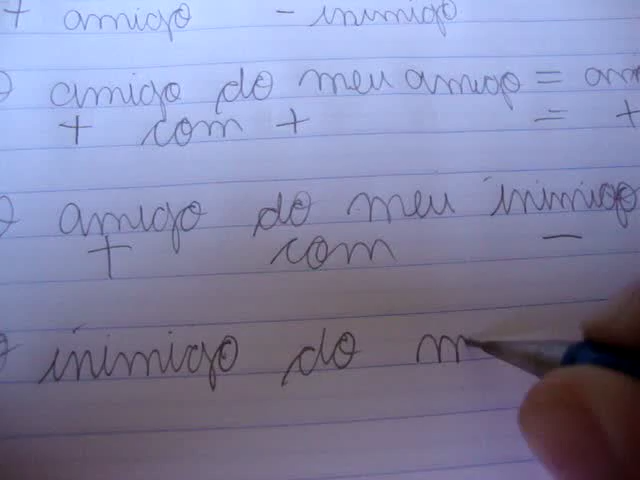 + amigo - inimigo
amigo do meu amigo = am
+ com + = +
amigo do meu inimigo
+ com -
inimigo do m